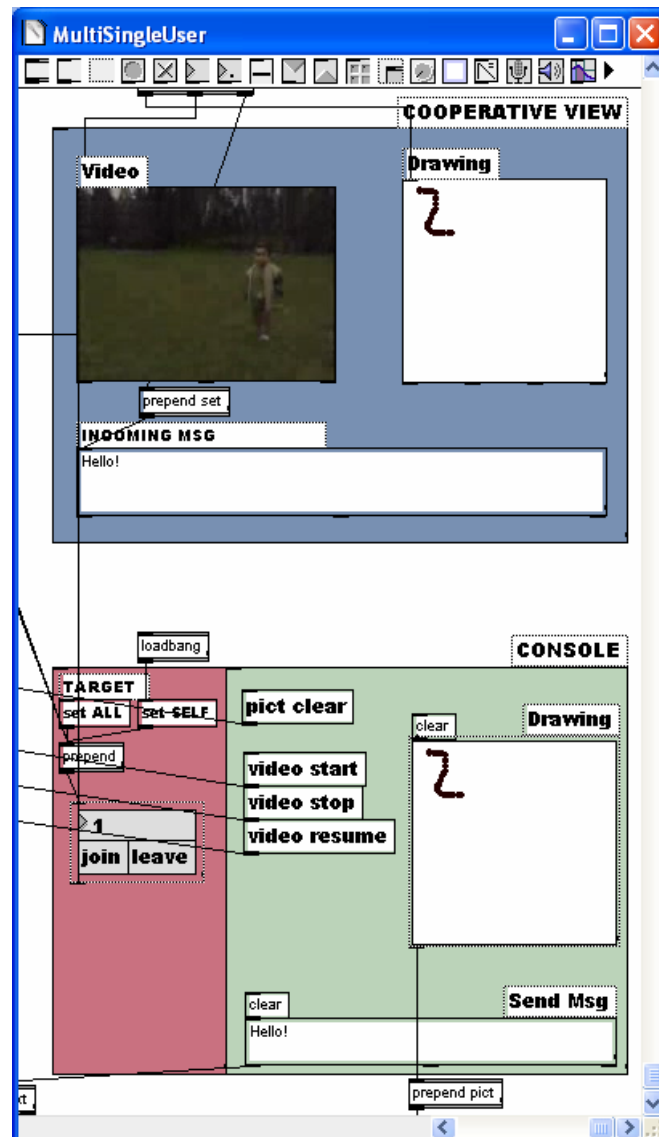 MultiSingleUser
COOPERATIVE VIEW
Video
Drawing
prepend set
INCOMING MSG
Hello!
loadbang
CONSOLE
TARGET
set ALL
set SELF
pict clear
clear
Drawing
prepend
video start
video stop
video resume
1
join
leave
clear
Send Msg
Hello!
prepend pict